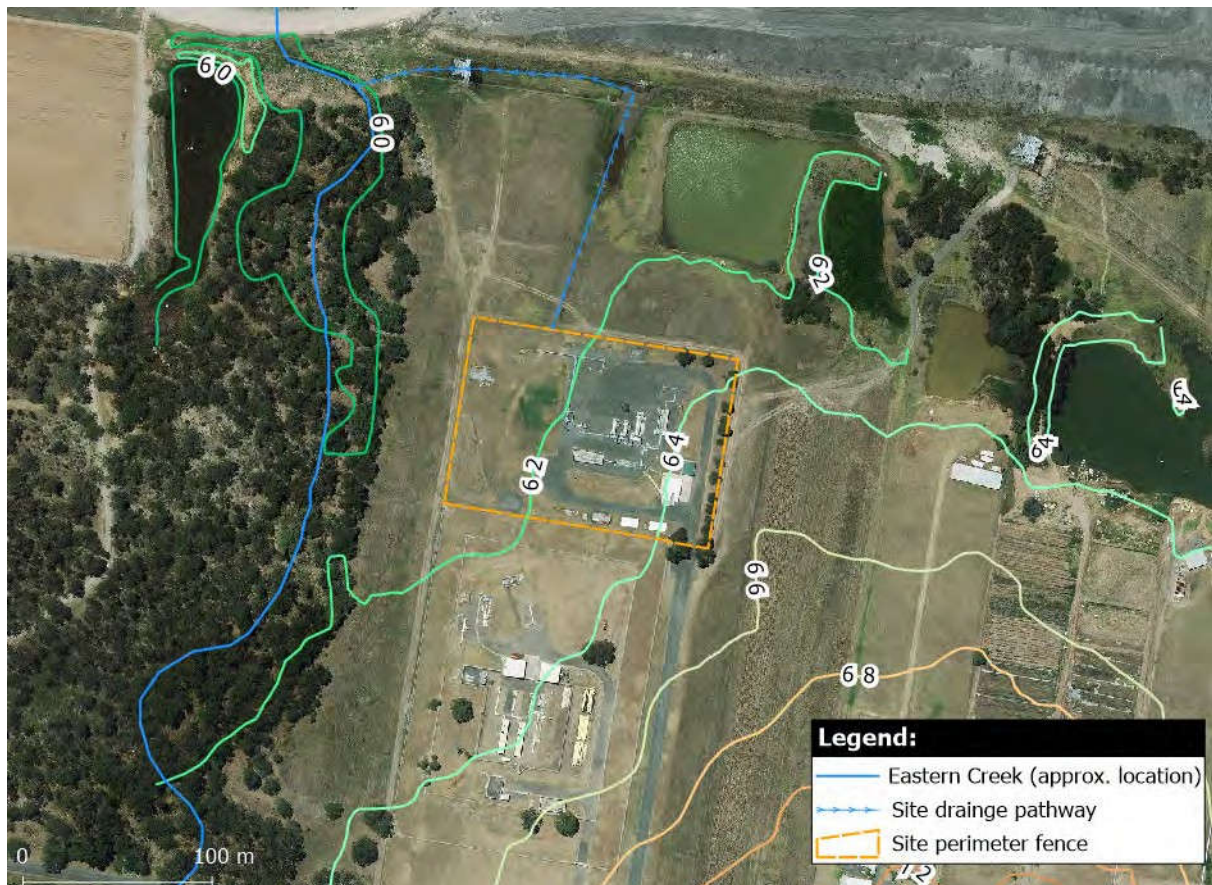 60
60
62
64
64
62
64
66
68
Legend:
Eastern Creek (approx. location)
Site drainge pathway
Site perimeter fence
0 100 m
72